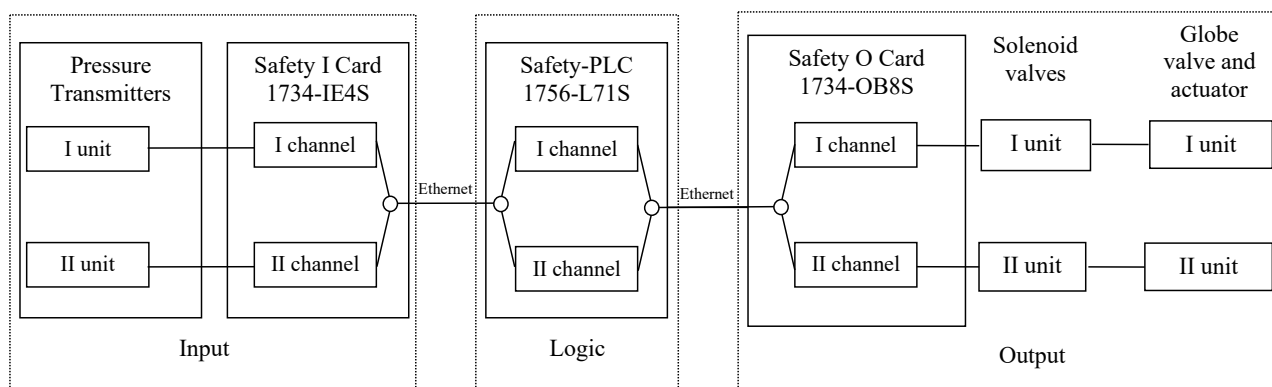 Pressure
Transmitters
I unit
II unit
Safety I Card
1734-IE4S
I channel
II channel
Input
Ethernet
Safety-PLC
1756-L71S
I channel
II channel
Logic
Ethernet
Safety O Card
1734-OB8S
I channel
II channel
Solenoid
valves
I unit
II unit
Globe
valve and
actuator
I unit
II unit
Output